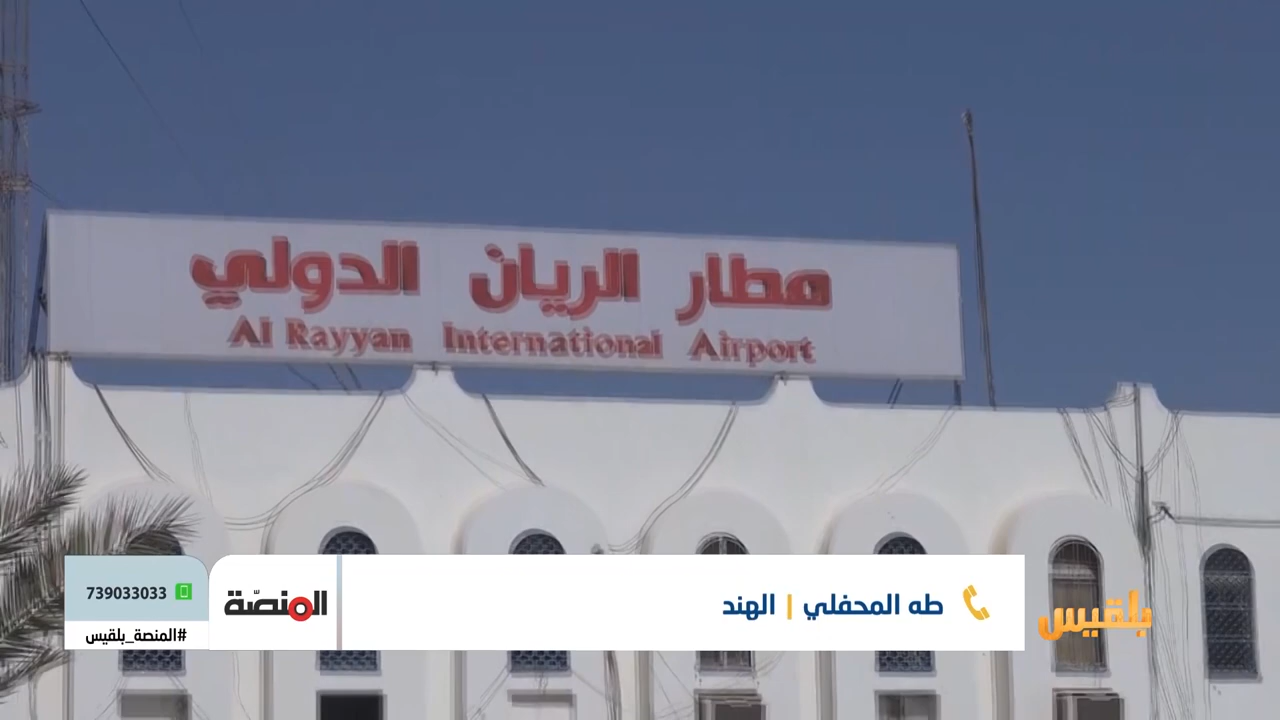 مطار الريان الدولي
Al Rayyan International Airport
طه المحفلي | الهند
بلقيس
المنصّة
739033033
#المنصة_بلقيس